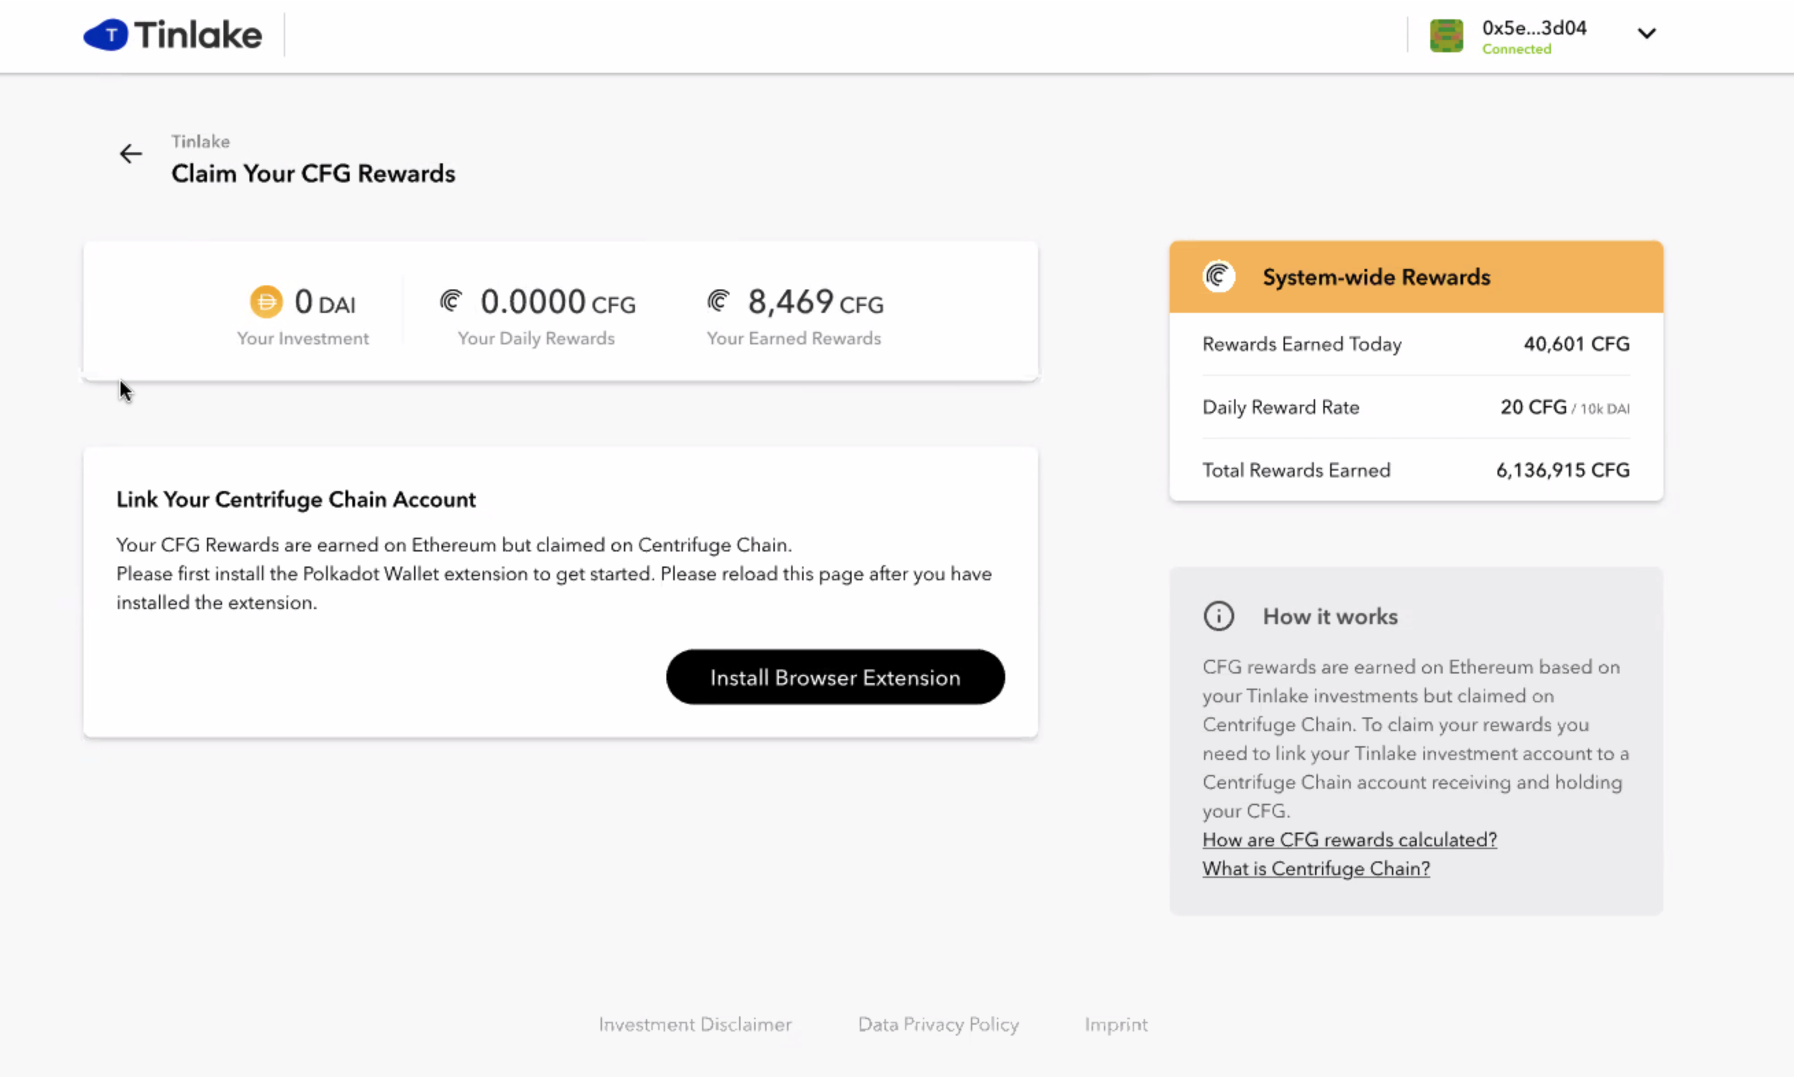 T Tinlake
0x5e...3d04
Connected
Tinlake
Claim Your CFG Rewards
0 DAI
Your Investment
0.0000 CFG
Your Daily Rewards
8,469 CFG
Your Earned Rewards
Link Your Centrifuge Chain Account
Your CFG Rewards are earned on Ethereum but claimed on Centrifuge Chain.
Please first install the Polkadot Wallet extension to get started. Please reload this page after you have
installed the extension.
Install Browser Extension
System-wide Rewards
Rewards Earned Today 40,601 CFG
Daily Reward Rate 20 CFG / 10k DAI
Total Rewards Earned 6,136,915 CFG
How it works
CFG rewards are earned on Ethereum based on
your Tinlake investments but claimed on
Centrifuge Chain. To claim your rewards you
need to link your Tinlake investment account to a
Centrifuge Chain account receiving and holding
your CFG.
How are CFG rewards calculated?
What is Centrifuge Chain?
Investment Disclaimer Data Privacy Policy Imprint